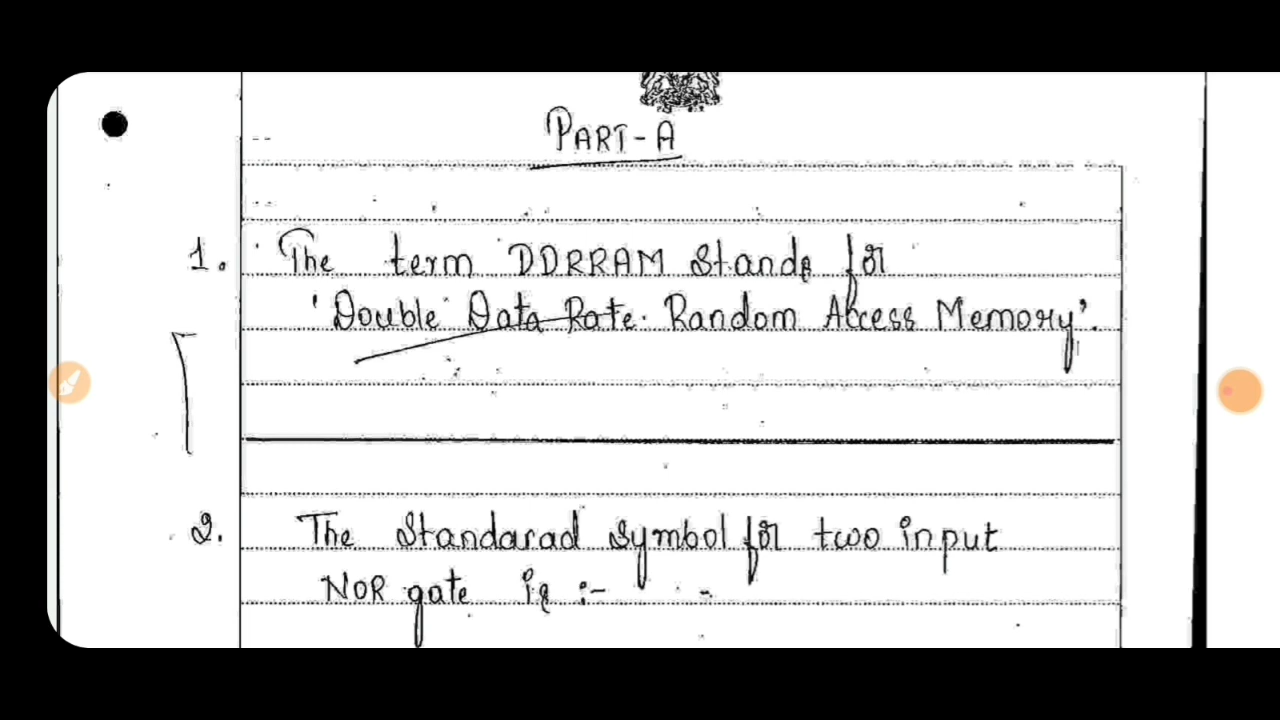 PART-A
1. The term DDRRAM Stands for
'Double Data Rate. Random Access Memory'.
2. The Standarad symbol for two input
NOR gate is :-